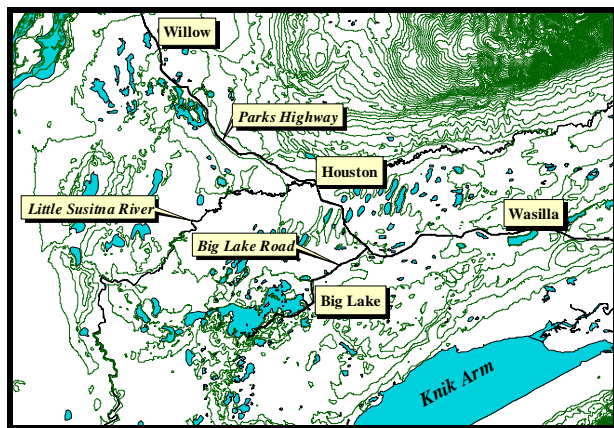 Willow
Parks Highway
Houston
Little Susitna River
Wasilla
Big Lake Road
Big Lake
Knik Arm